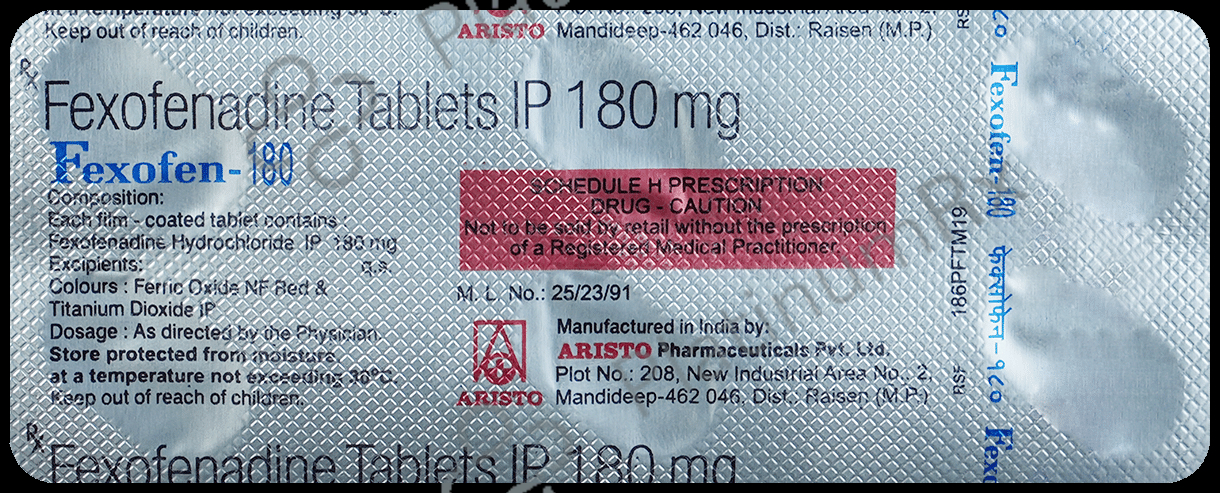 Keep out of reach of children.
ARISTO Mandideep-462 046, Dist.: Raisen (M.P.)
Rx
Fexofenadine Tablets IP 180 mg
Fexofen-180
Composition:
Each film - coated tablet contains :
Fexofenadine Hydrochloride IP 180 mg
Excipients: q.s.
Colours : Ferric Oxide NF Red &
Titanium Dioxide IP
Dosage : As directed by the Physician.
Store protected from moisture,
at a temperature not exceeding 30°C.
Keep out of reach of children.
SCHEDULE H PRESCRIPTION
DRUG - CAUTION
Not to be sold by retail without the prescription
of a Registered Medical Practitioner.
M. L. No.: 25/23/91
Manufactured in India by:
ARISTO Pharmaceuticals Pvt. Ltd.
Plot No.: 208, New Industrial Area No., 2,
Mandideep-462 046, Dist., Raisen (M.P.)
ARISTO
RSF 186PFTM19
Fexofen-180 फेक्सोफेन-१८०
Rx
Fexofenadine Tablets IP 180 mg